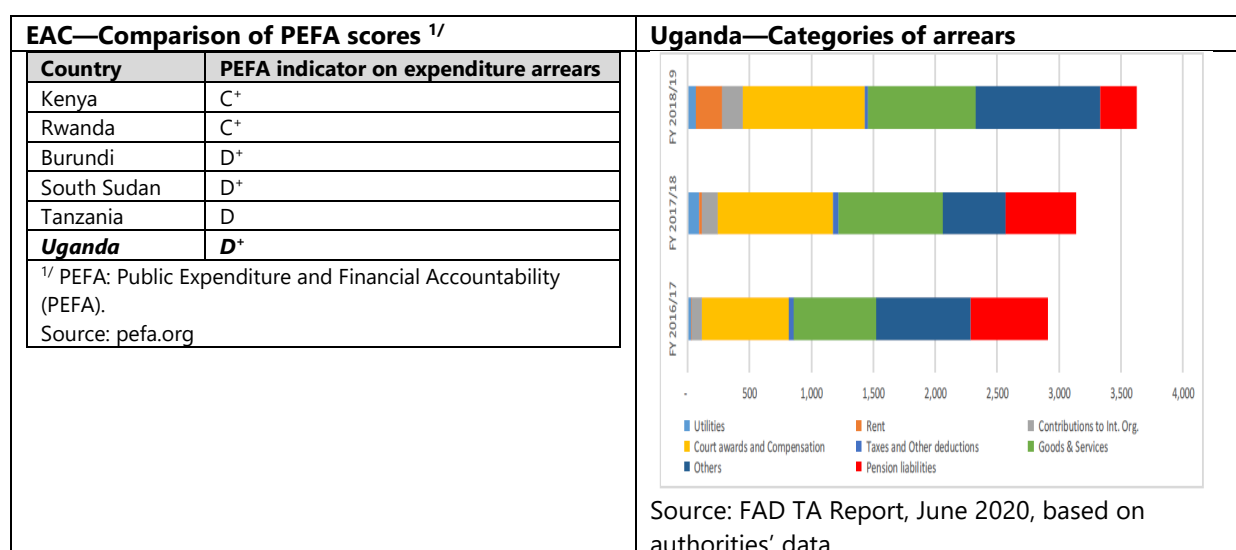 EAC—Comparison of PEFA scores 1/
Country PEFA indicator on expenditure arrears
Kenya C+
Rwanda C+
Burundi D+
South Sudan D+
Tanzania D
Uganda D+
1/ PEFA: Public Expenditure and Financial Accountability
(PEFA).
Source: pefa.org
Uganda—Categories of arrears
FY 2018/19
FY 2017/18
FY 2016/17
- 500 1,000 1,500 2,000 2,500 3,000 3,500 4,000
Utilities Rent Contributions to Int. Org.
Court awards and Compensation Taxes and Other deductions Goods & Services
Others Pension liabilities
Source: FAD TA Report, June 2020, based on
authorities’ data